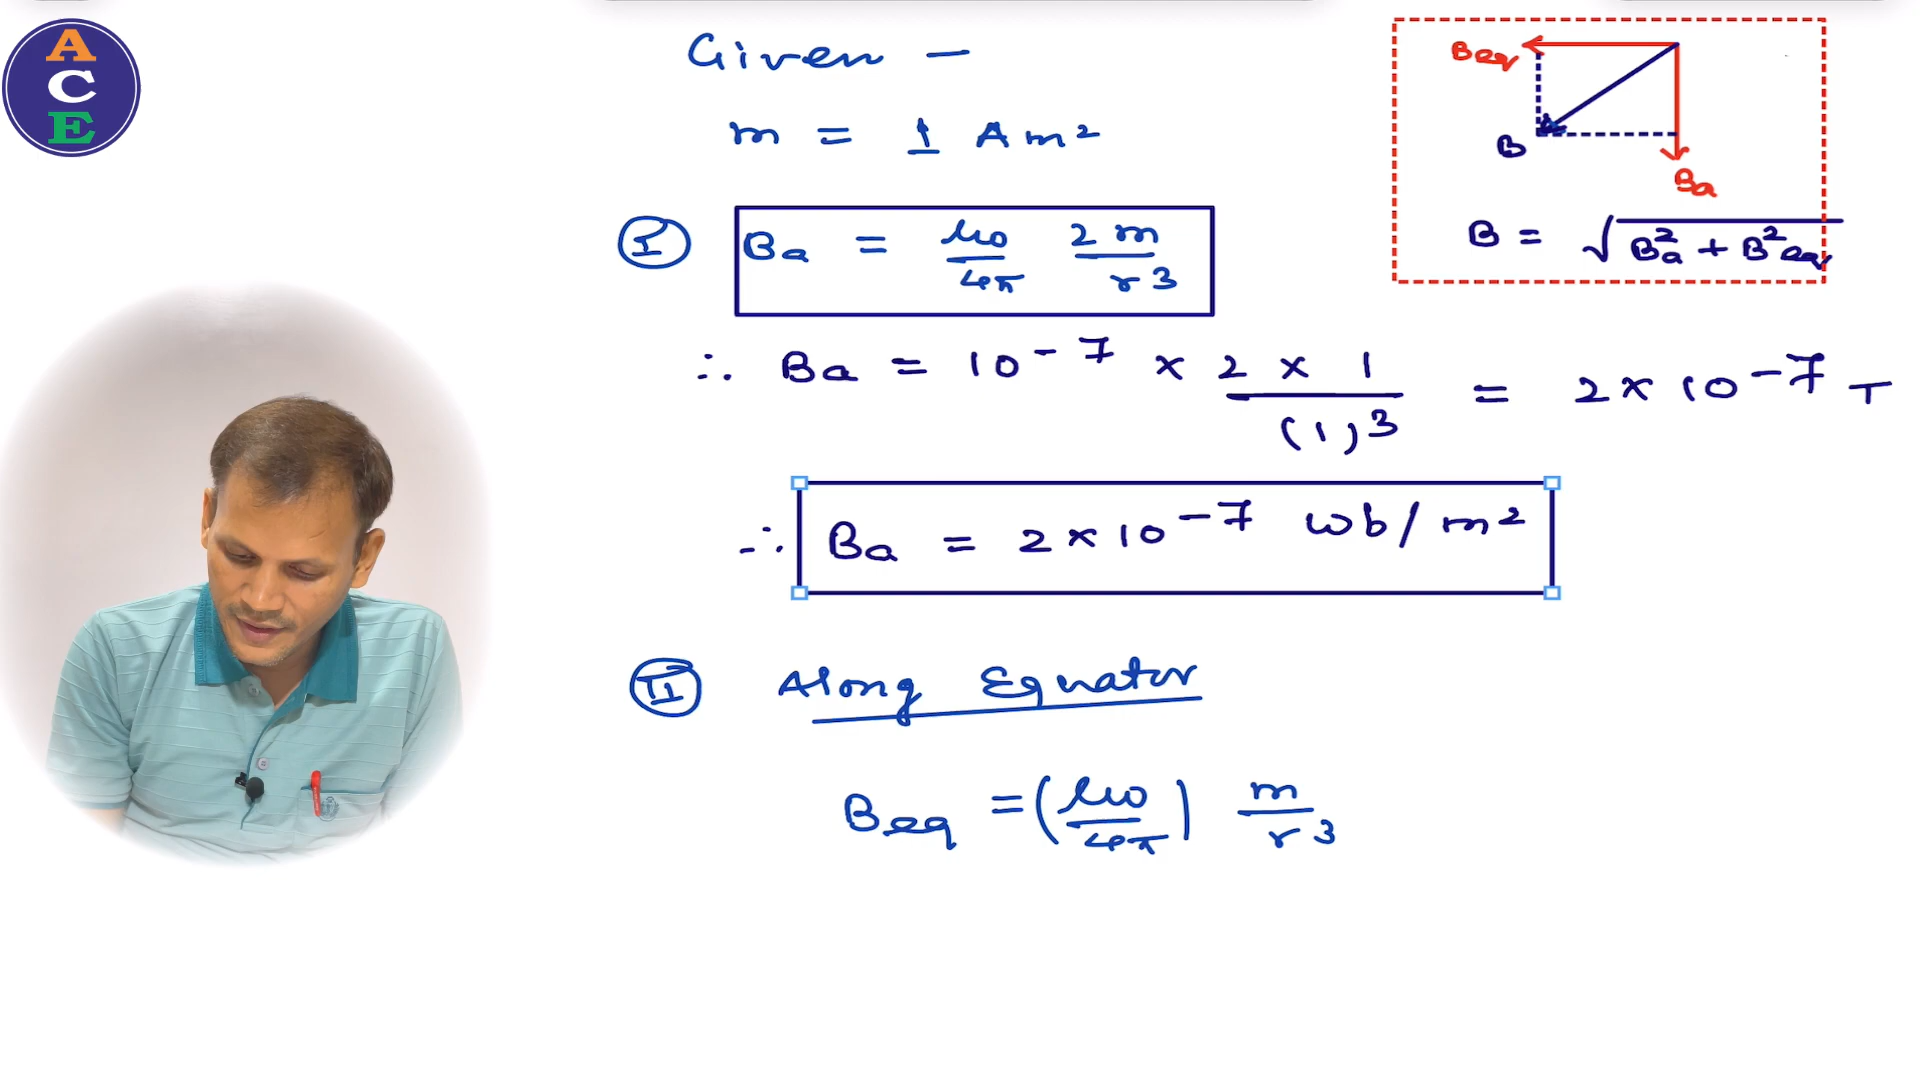 A
C
E
Given -
m = 1 Am²
I Ba = μ0/4π 2m/r³
∴ Ba = 10⁻⁷ × 2 × 1/(1)³ = 2 × 10⁻⁷ T
∴ Ba = 2 × 10⁻⁷ wb/m²
II Along Equator
Beq = (μ0/4π) m/r³
Beq
B
Ba
B = √Ba² + B²eq